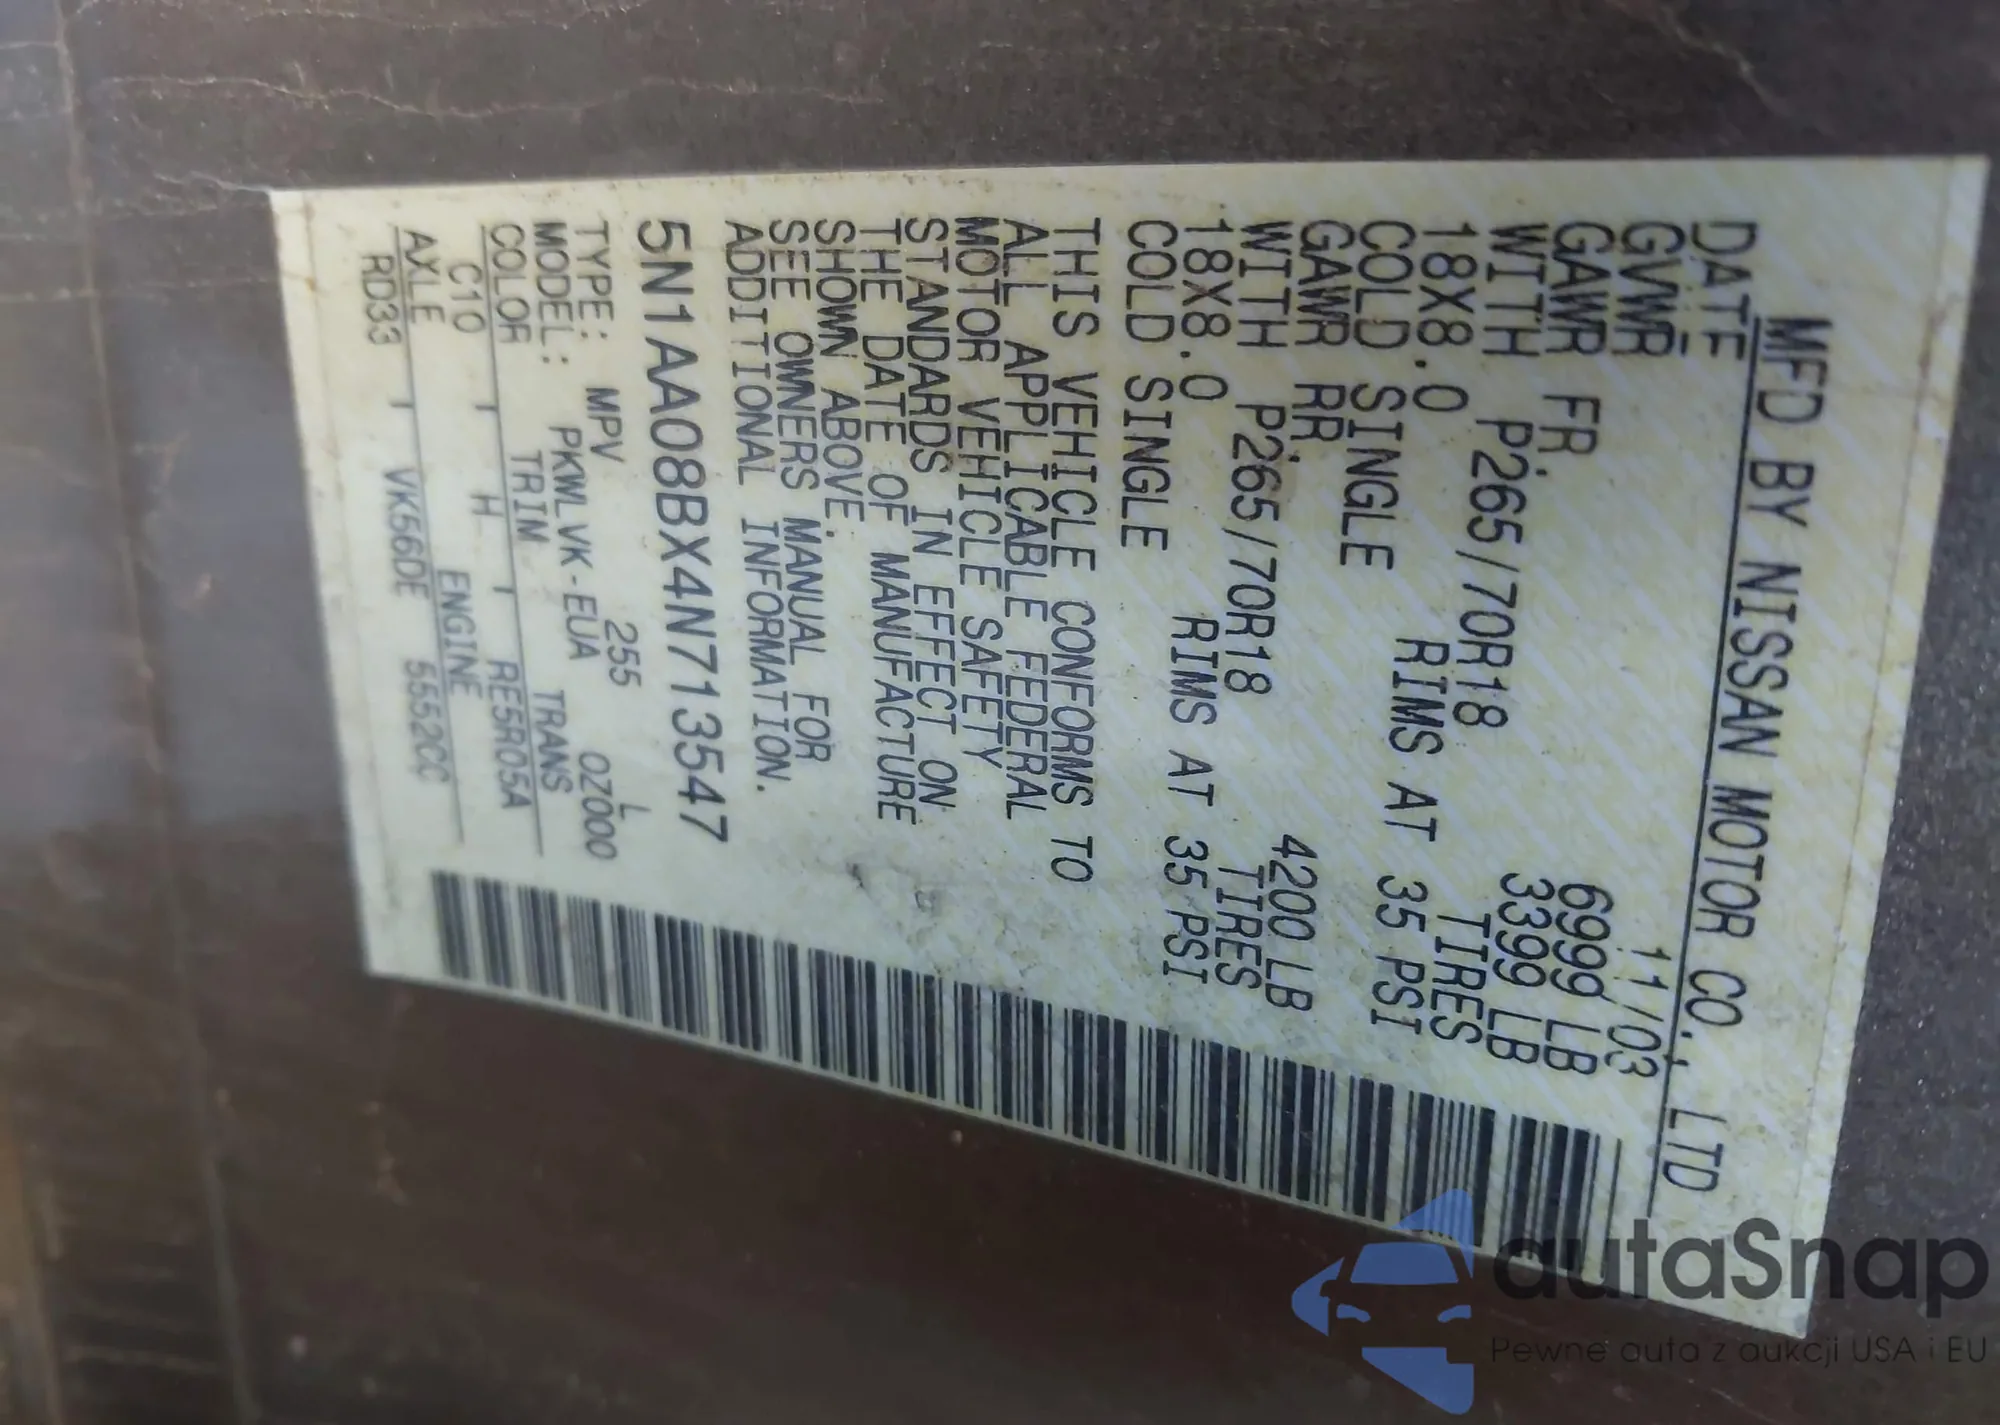 MFD BY NISSAN MOTOR CO., LTD
DATE 11/03
GVWR 6999 LB
GAWR FR. 3399 LB
WITH P265/70R18 TIRES
18X8.0 RIMS AT 35 PSI
COLD SINGLE
GAWR RR. 4200 LB
WITH P265/70R18 TIRES
18X8.0 RIMS AT 35 PSI
COLD SINGLE
THIS VEHICLE CONFORMS TO
ALL APPLICABLE FEDERAL
MOTOR VEHICLE SAFETY
STANDARDS IN EFFECT ON
THE DATE OF MANUFACTURE
SHOWN ABOVE.
SEE OWNERS MANUAL FOR
ADDITIONAL INFORMATION.
5N1AA08BX4N713547
TYPE: MPV 255 L
MODEL: PKWLVK-EUA 0Z000
COLOR TRIM TRANS
C10 H RE5R05A
AXLE ENGINE
RD33 VK56DE 5552CC
autaSnap
Pewne auta z aukcji USA i EU